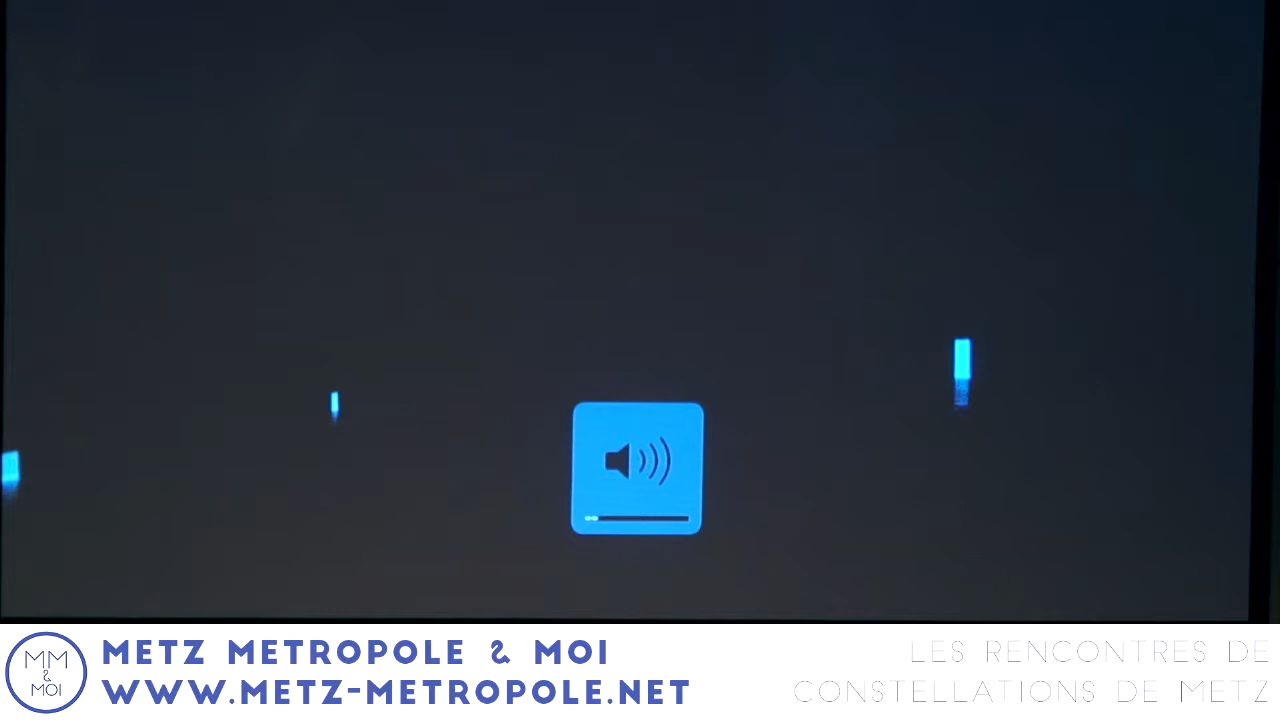 MM
&
MOI
METZ METROPOLE & MOI
WWW.METZ-METROPOLE.NET
LES RENCONTRES DE
CONSTELLATIONS DE METZ